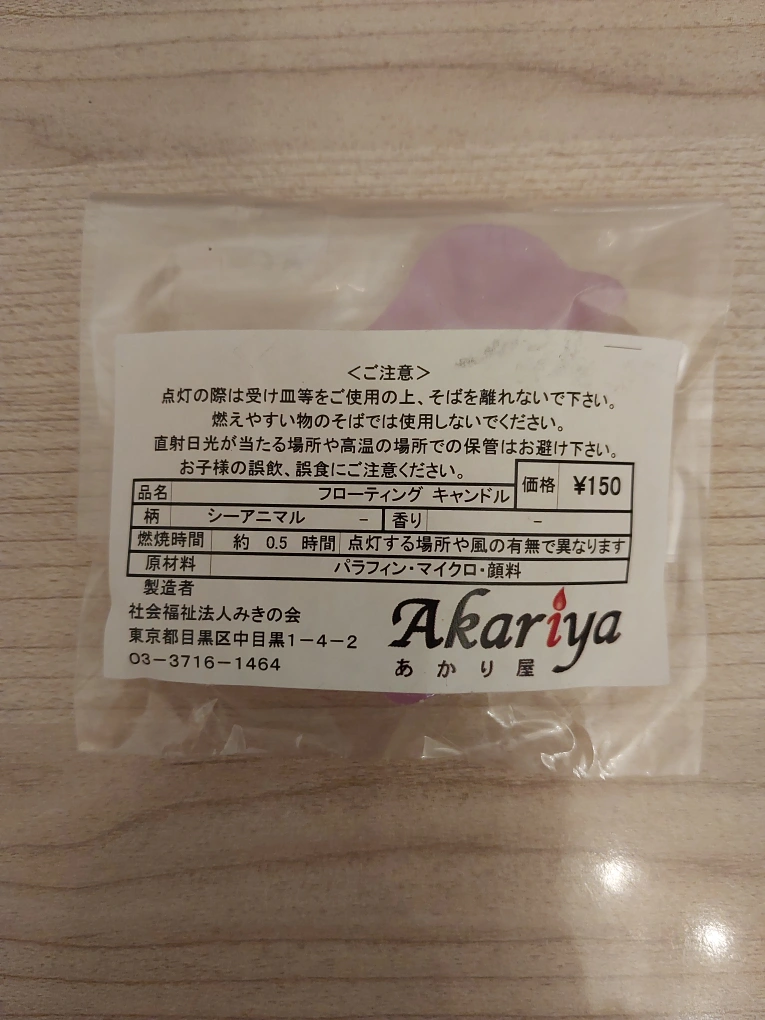 ＜ご注意＞
点灯の際は受け皿等をご使用の上、そばを離れないで下さい。
燃えやすい物のそばでは使用しないでください。
直射日光が当たる場所や高温の場所での保管はお避け下さい。
お子様の誤飲、誤食にご注意ください。
品名 フローティング キャンドル 価格 ¥150
柄 シーアニマル － 香り －
燃焼時間 約 0.5 時間 点灯する場所や風の有無で異なります
原材料 パラフィン・マイクロ・顔料
製造者
社会福祉法人みきの会
東京都目黒区中目黒１－４－２
０３－３７１６－１４６４
Akariya
あかり屋